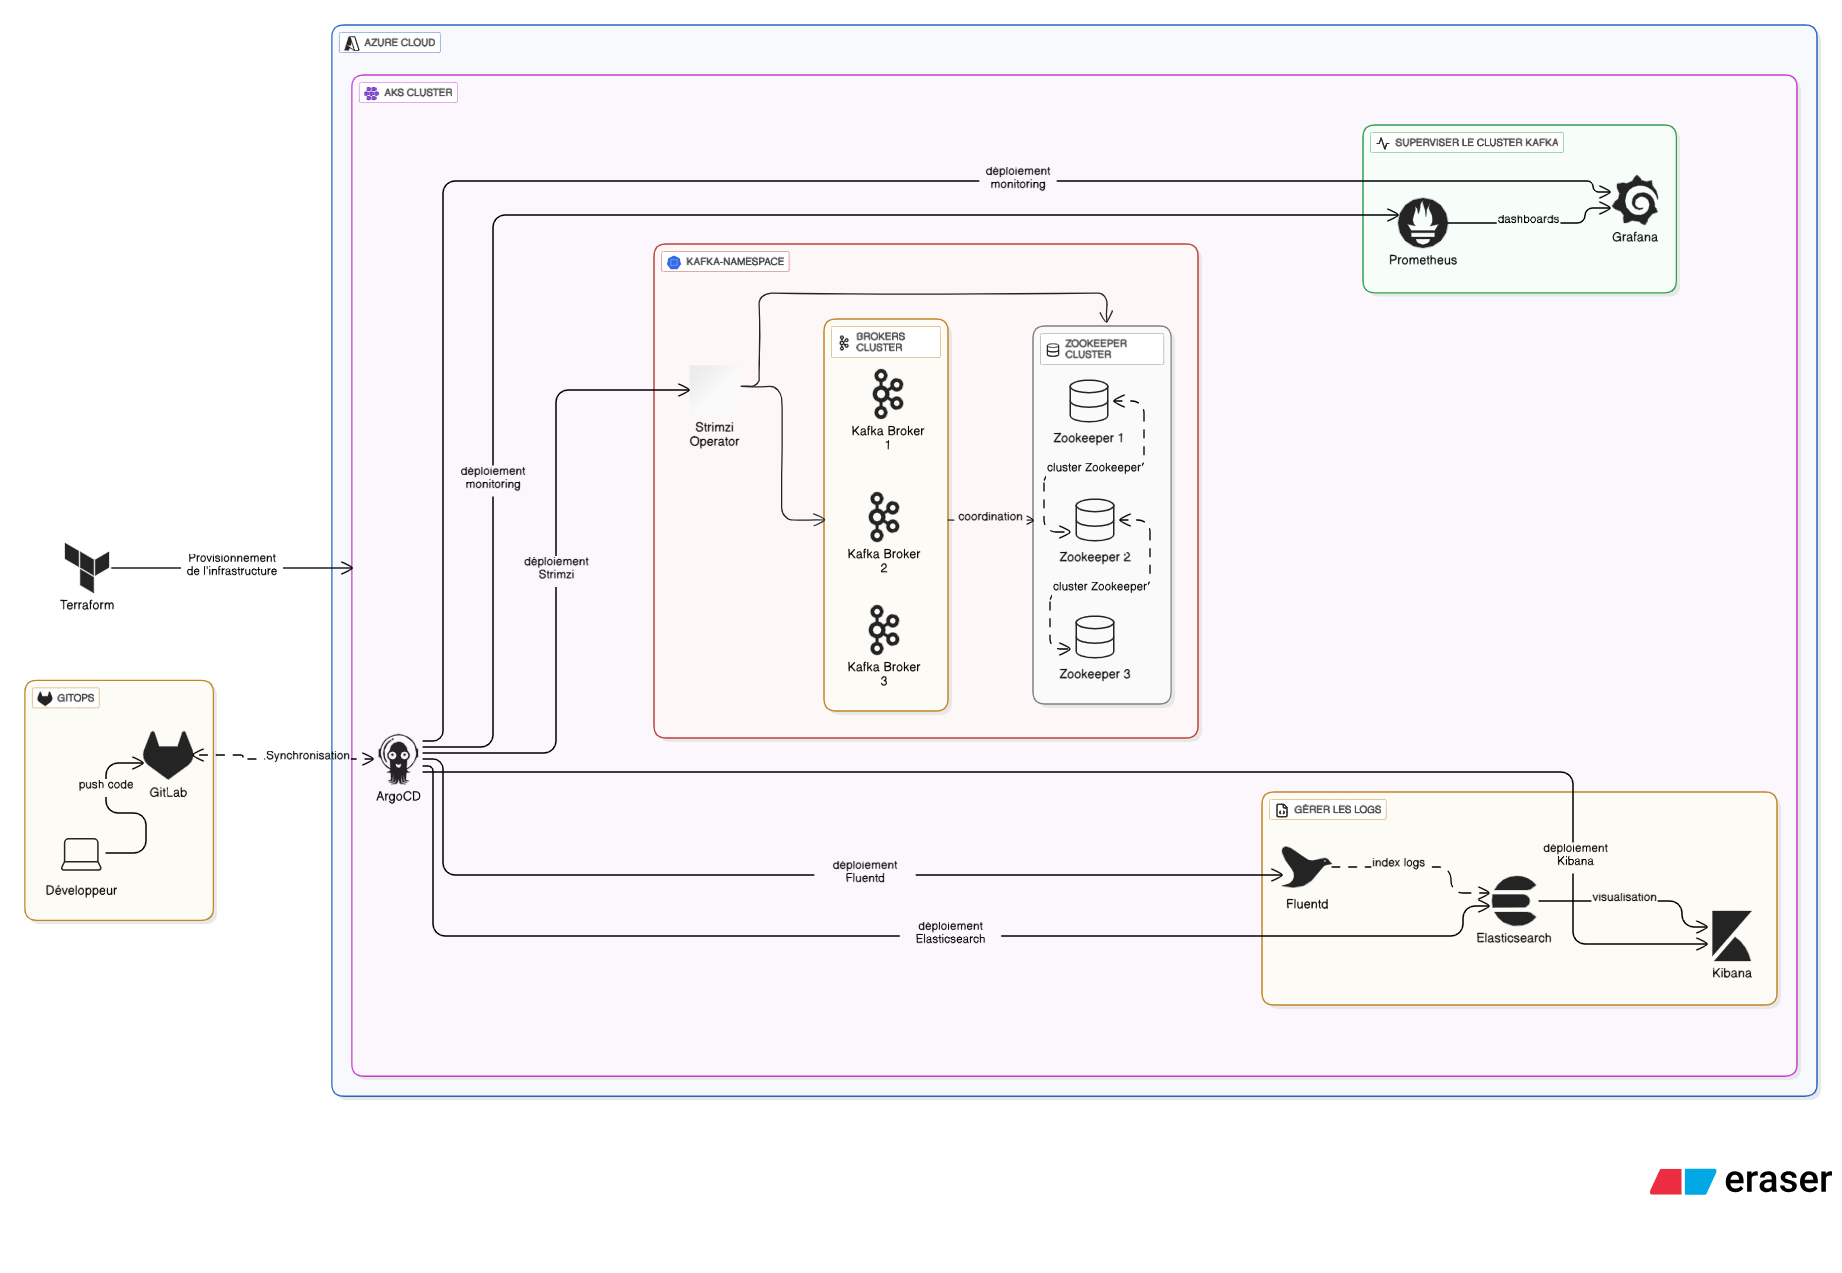 AZURE CLOUD
AKS CLUSTER
SUPERVISER LE CLUSTER KAFKA
déploiement
monitoring
dashboards
Grafana
Prometheus
KAFKA-NAMESPACE
BROKERS
CLUSTER
ZOOKEEPER
CLUSTER
Strimzi
Operator
Kafka Broker
1
Zookeeper 1
cluster Zookeeper
déploiement
monitoring
coordination
Kafka Broker
2
Zookeeper 2
cluster Zookeeper
déploiement
Strimzi
Provisionnement
de l'infrastructure
Terraform
Kafka Broker
3
Zookeeper 3
GITOPS
Synchronisation
push code
GitLab
ArgoCD
Développeur
GÉRER LES LOGS
déploiement
Kibana
déploiement
Fluentd
index logs
Fluentd
visualisation
déploiement
Elasticsearch
Elasticsearch
Kibana
eraser